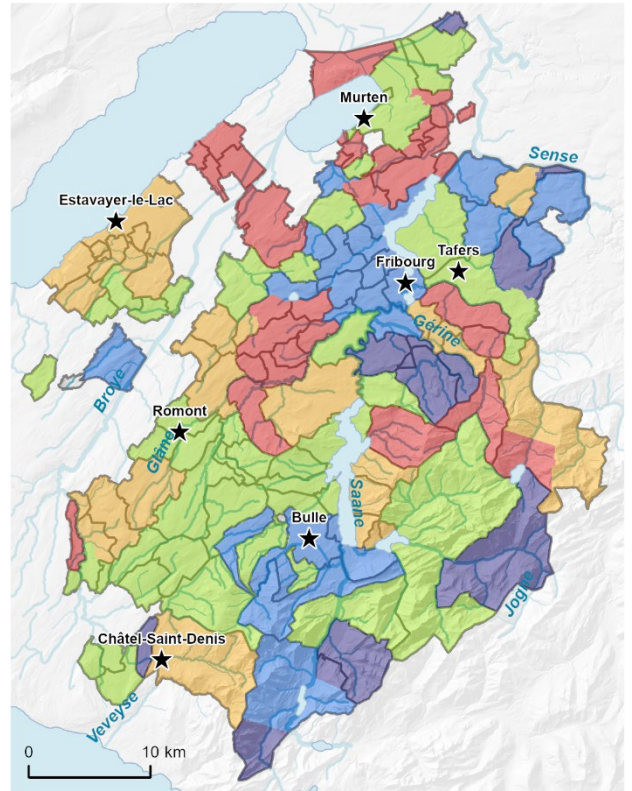 Murten
Sense
Estavayer-le-Lac
Tafers
Fribourg
Gérine
Broye
Romont
Glâne
Saane
Bulle
Jogne
Châtel-Saint-Denis
Veveyse
0 10 km